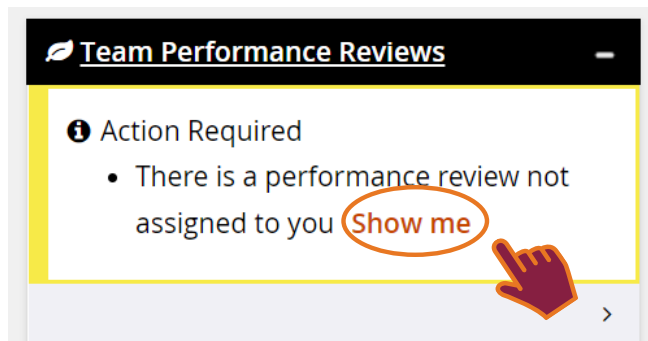 Team Performance Reviews
Action Required
• There is a performance review not
assigned to you Show me